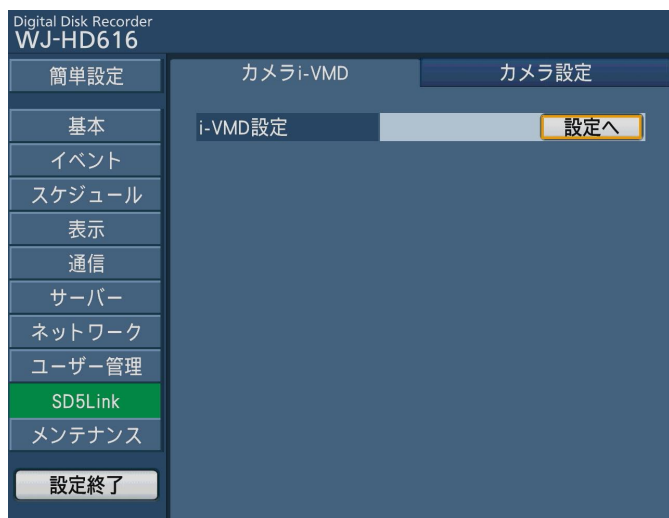 Digital Disk Recorder
WJ-HD616
簡単設定
基本
イベント
スケジュール
表示
通信
サーバー
ネットワーク
ユーザー管理
SD5Link
メンテナンス
設定終了
カメラi-VMD
カメラ設定
i-VMD設定
設定へ